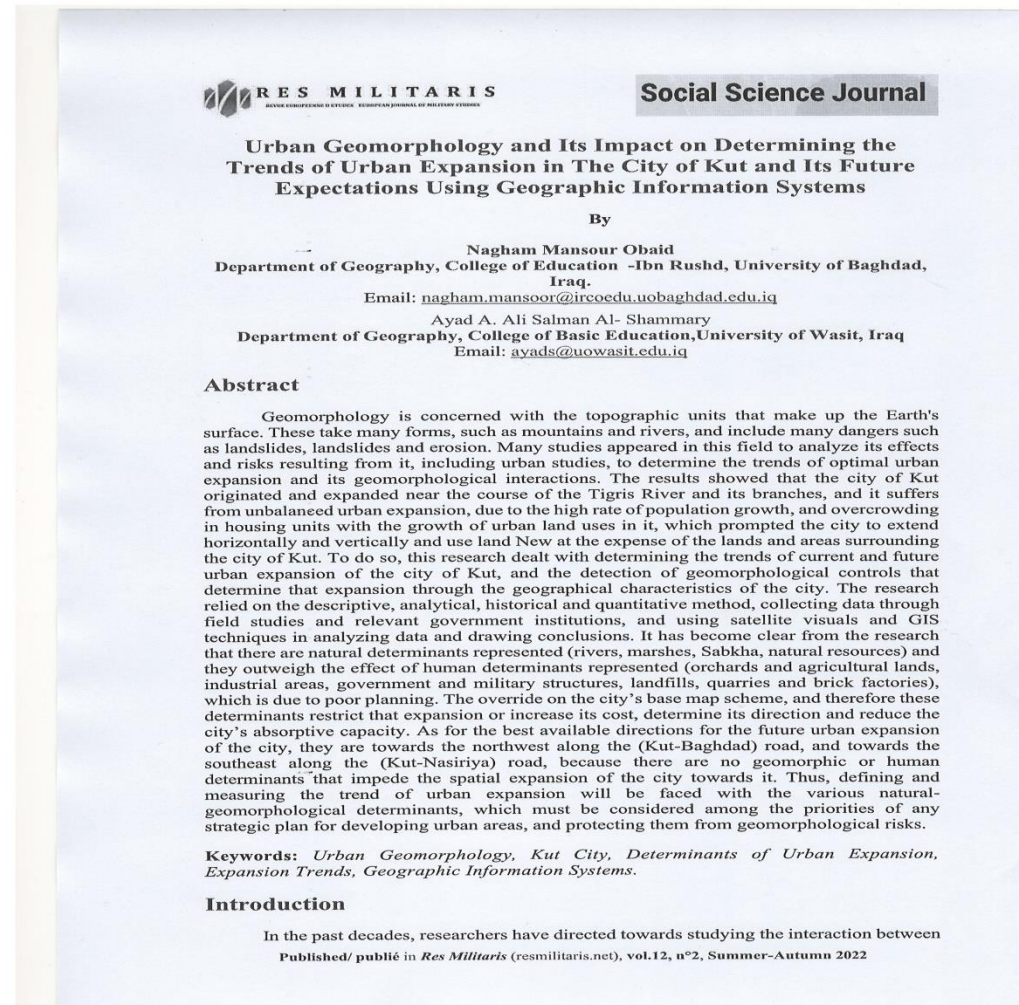 RES MILITARIS
REVUE EUROPEENNE D ETUDES EUROPEAN JOURNAL OF MILITARY STUDIES
Social Science Journal
Urban Geomorphology and Its Impact on Determining the
Trends of Urban Expansion in The City of Kut and Its Future
Expectations Using Geographic Information Systems
By
Nagham Mansour Obaid
Department of Geography, College of Education -Ibn Rushd, University of Baghdad,
Iraq.
Email: nagham.mansoor@ircoedu.uobaghdad.edu.iq
Ayad A. Ali Salman Al- Shammary
Department of Geography, College of Basic Education,University of Wasit, Iraq
Email: ayads@uowasit.edu.iq
Abstract
Geomorphology is concerned with the topographic units that make up the Earth's
surface. These take many forms, such as mountains and rivers, and include many dangers such
as landslides, landslides and erosion. Many studies appeared in this field to analyze its effects
and risks resulting from it, including urban studies, to determine the trends of optimal urban
expansion and its geomorphological interactions. The results showed that the city of Kut
originated and expanded near the course of the Tigris River and its branches, and it suffers
from unbalaneed urban expansion, due to the high rate of population growth, and overcrowding
in housing units with the growth of urban land uses in it, which prompted the city to extend
horizontally and vertically and use land New at the expense of the lands and areas surrounding
the city of Kut. To do so, this research dealt with determining the trends of current and future
urban expansion of the city of Kut, and the detection of geomorphological controls that
determine that expansion through the geographical characteristics of the city. The research
relied on the descriptive, analytical, historical and quantitative method, collecting data through
field studies and relevant government institutions, and using satellite visuals and GIS
techniques in analyzing data and drawing conclusions. It has become clear from the research
that there are natural determinants represented (rivers, marshes, Sabkha, natural resources) and
they outweigh the effect of human determinants represented (orchards and agricultural lands,
industrial areas, government and military structures, landfills, quarries and brick factories),
which is due to poor planning. The override on the city's base map scheme, and therefore these
determinants restrict that expansion or increase its cost, determine its direction and reduce the
city's absorptive capacity. As for the best available directions for the future urban expansion
of the city, they are towards the northwest along the (Kut-Baghdad) road, and towards the
southeast along the (Kut-Nasiriya) road, because there are no geomorphic or human
determinants that impede the spatial expansion of the city towards it. Thus, defining and
measuring the trend of urban expansion will be faced with the various natural-
geomorphological determinants, which must be considered among the priorities of any
strategic plan for developing urban areas, and protecting them from geomorphological risks.
Keywords: Urban Geomorphology, Kut City, Determinants of Urban Expansion,
Expansion Trends, Geographic Information Systems.
Introduction
In the past decades, researchers have directed towards studying the interaction between
Published/ publié in Res Militaris (resmilitaris.net), vol.12, n°2, Summer-Autumn 2022